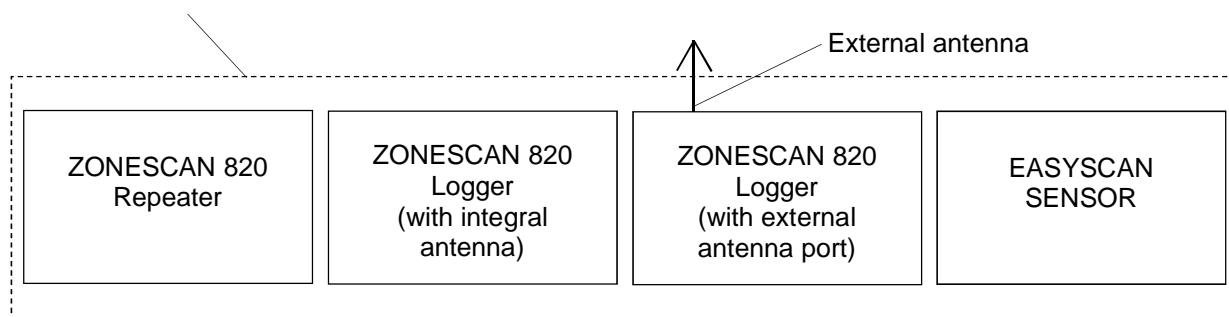 External antenna
ZONESCAN 820
Repeater
ZONESCAN 820
Logger
(with integral
antenna)
ZONESCAN 820
Logger
(with external
antenna port)
EASYSCAN
SENSOR